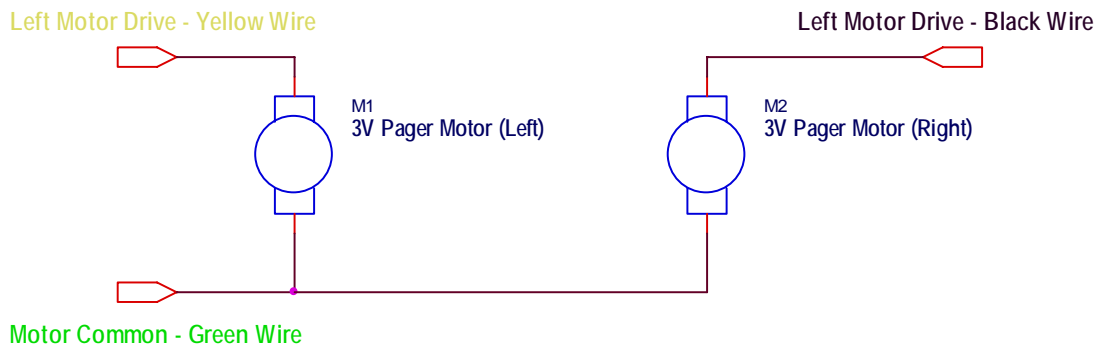 Left Motor Drive - Yellow Wire
Left Motor Drive - Black Wire
M1
3V Pager Motor (Left)
M2
3V Pager Motor (Right)
Motor Common - Green Wire